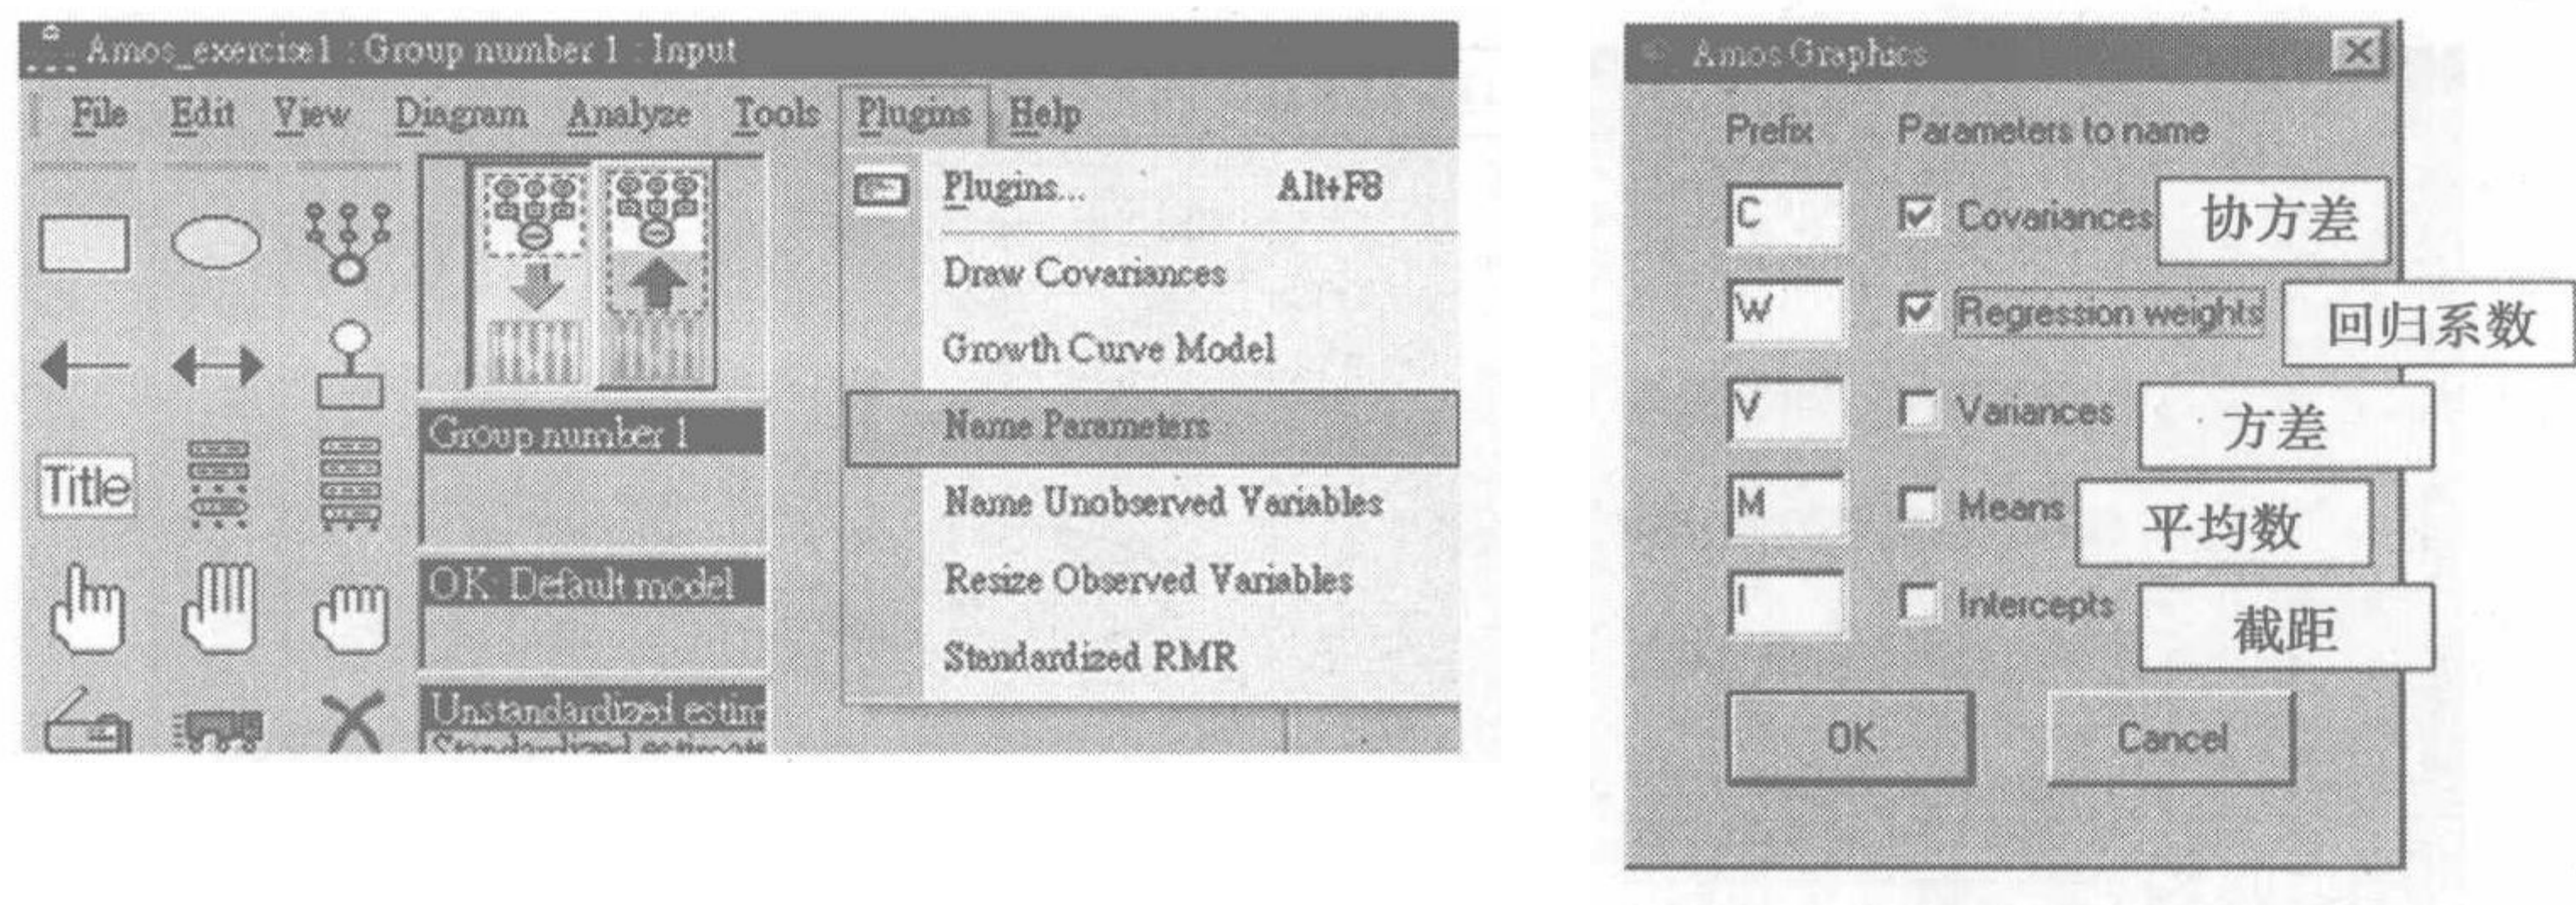 Amos_exercise1 : Group number 1 : Input
File Edit View Diagram Analyze Tools Plugins Help
Plugins... Alt+F8
Draw Covariances
Growth Curve Model
Name Parameters
Name Unobserved Variables
Resize Observed Variables
Standardized RMR
Title
Group number 1
OK: Default model
Unstandardized estim
Standardized estimate
Amos Graphics
Prefix Parameters to name
C Covariances 协方差
W Regression weights 回归系数
V Variances 方差
M Means 平均数
I Intercepts 截距
OK Cancel